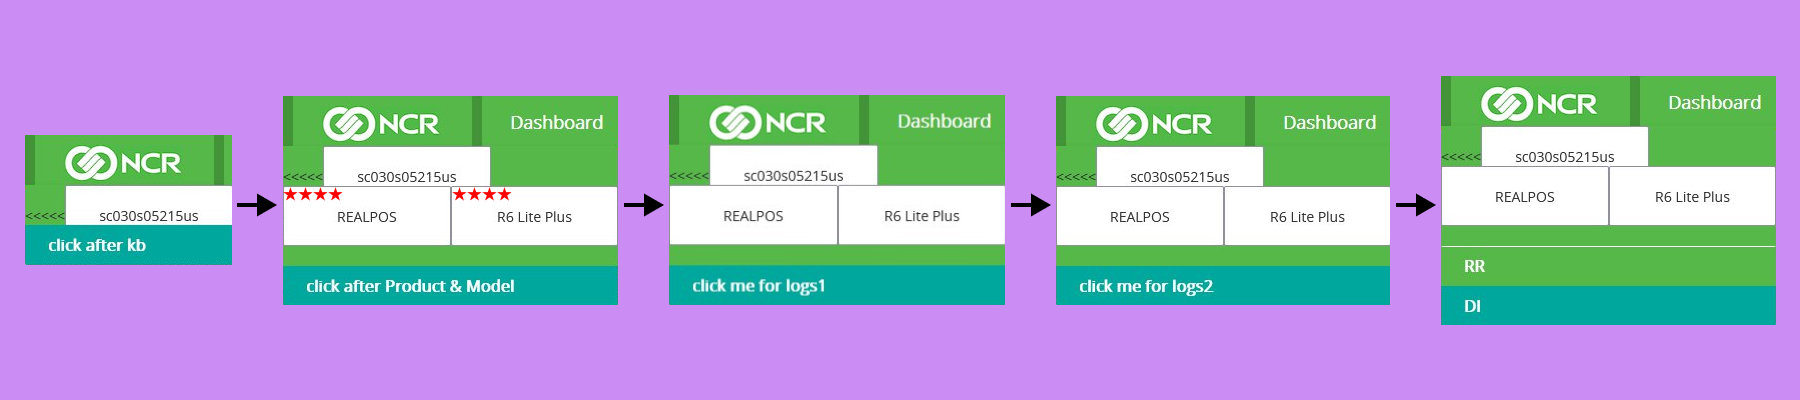 NCR
<<<<< sc030s05215us
click after kb
NCR Dashboard
<<<<< sc030s05215us
★★★★ ★★★★
REALPOS R6 Lite Plus
click after Product & Model
NCR Dashboard
<<<<< sc030s05215us
REALPOS R6 Lite Plus
click me for logs1
NCR Dashboard
<<<<< sc030s05215us
REALPOS R6 Lite Plus
click me for logs2
NCR Dashboard
<<<<< sc030s05215us
REALPOS R6 Lite Plus
RR
DI